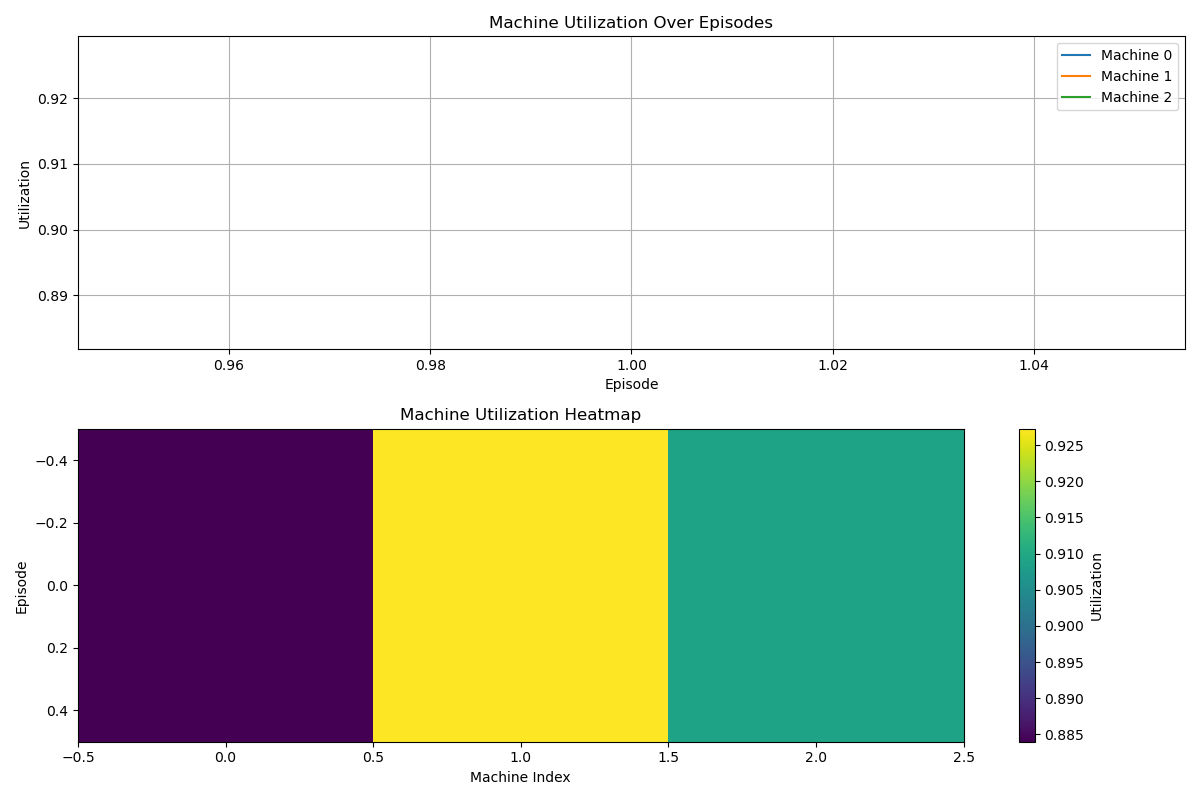 Machine Utilization Over Episodes
Machine 0
Machine 1
Machine 2
Utilization
0.92
0.91
0.90
0.89
0.96 0.98 1.00 1.02 1.04
Episode
Machine Utilization Heatmap
Episode
−0.4
−0.2
0.0
0.2
0.4
−0.5 0.0 0.5 1.0 1.5 2.0 2.5
Machine Index
0.925
0.920
0.915
0.910
0.905
0.900
0.895
0.890
0.885
Utilization